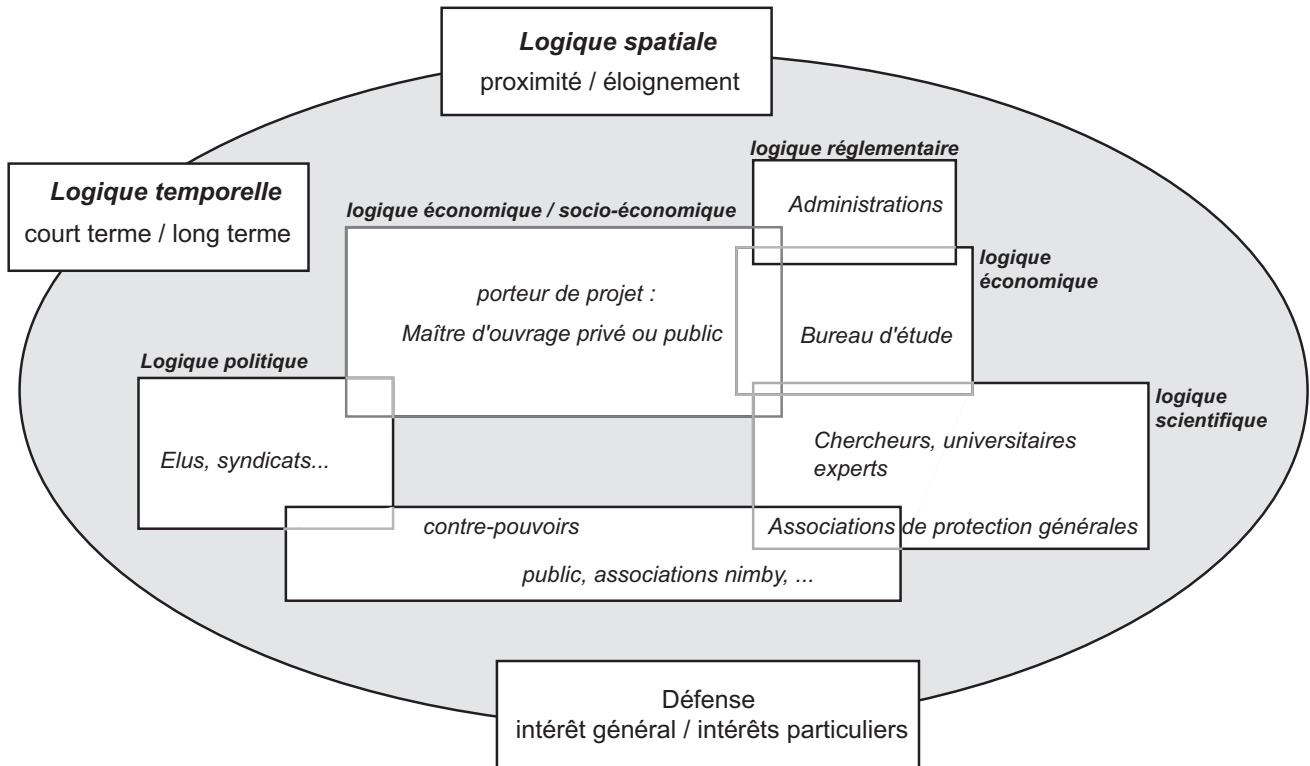 Logique spatiale
proximité / éloignement
logique réglementaire
Administrations
Logique temporelle
court terme / long terme
logique économique / socio-économique
logique
économique
porteur de projet :
Maître d'ouvrage privé ou public
Bureau d'étude
Logique politique
logique
scientifique
Elus, syndicats...
Chercheurs, universitaires
experts
contre-pouvoirs
Associations de protection générales
public, associations nimby, ...
Défense
intérêt général / intérêts particuliers